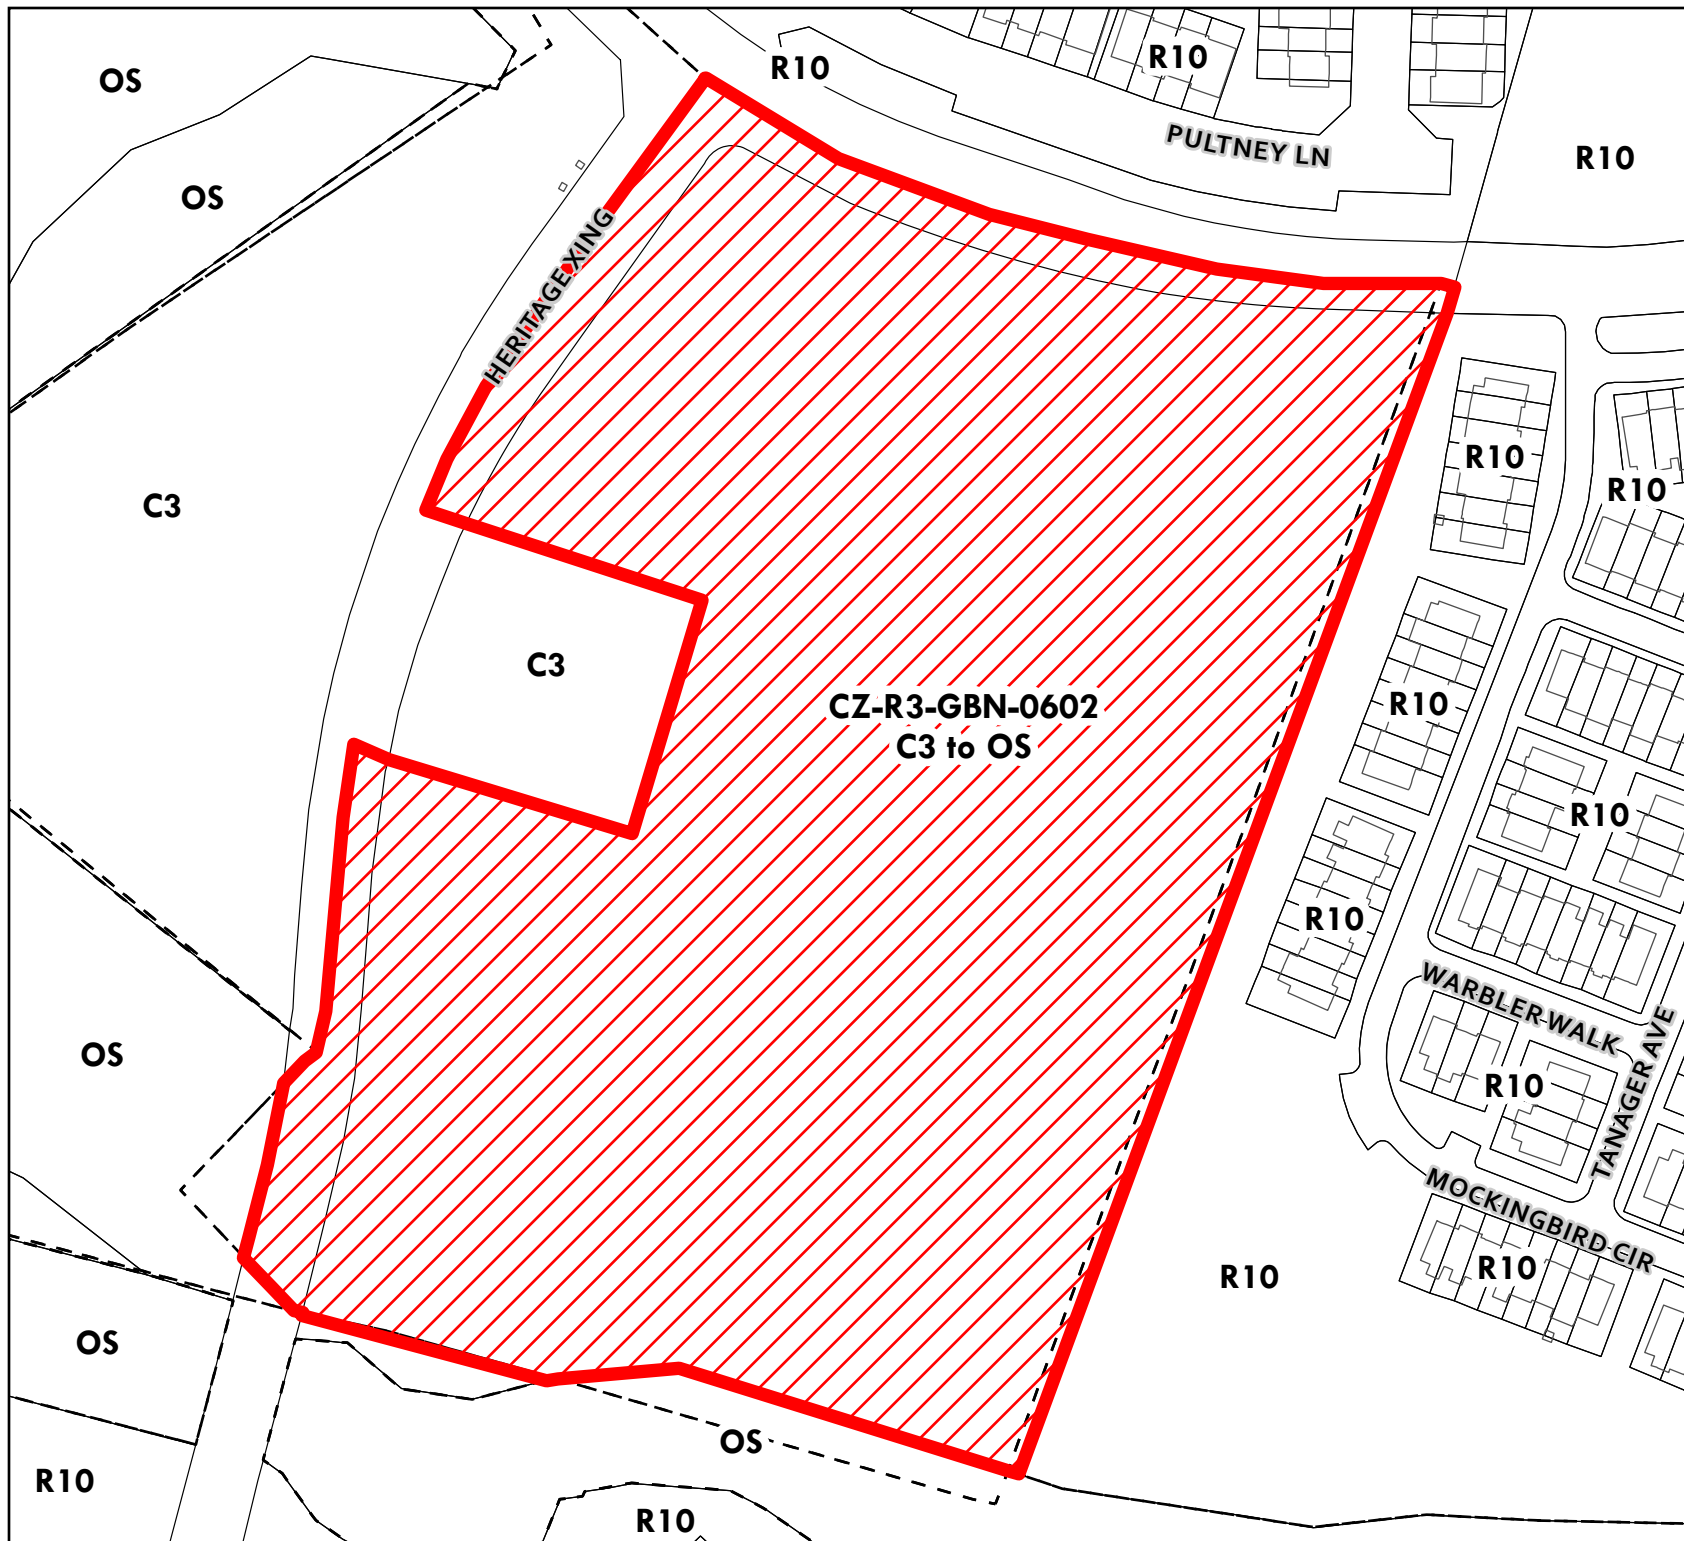 R10
R10
OS
PULTNEY LN
R10
OS
HERITAGE XING
R10
R10
C3
C3
CZ-R3-GBN-0602
C3 to OS
R10
R10
R10
WARBLER WALK
OS
TANAGER AVE
R10
MOCKINGBIRD CIR
R10
R10
OS
OS
R10
R10